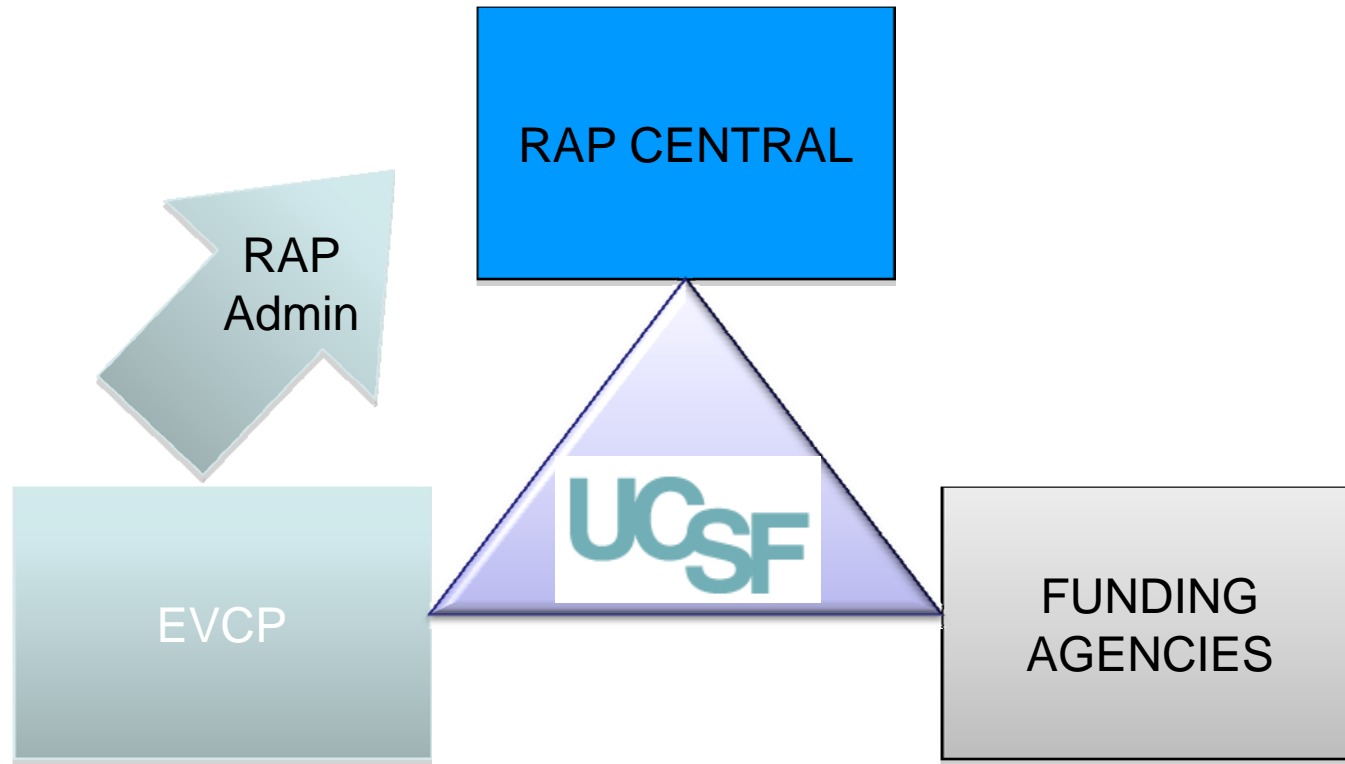 RAP CENTRAL
RAP
Admin
UCSF
EVCP
FUNDING
AGENCIES